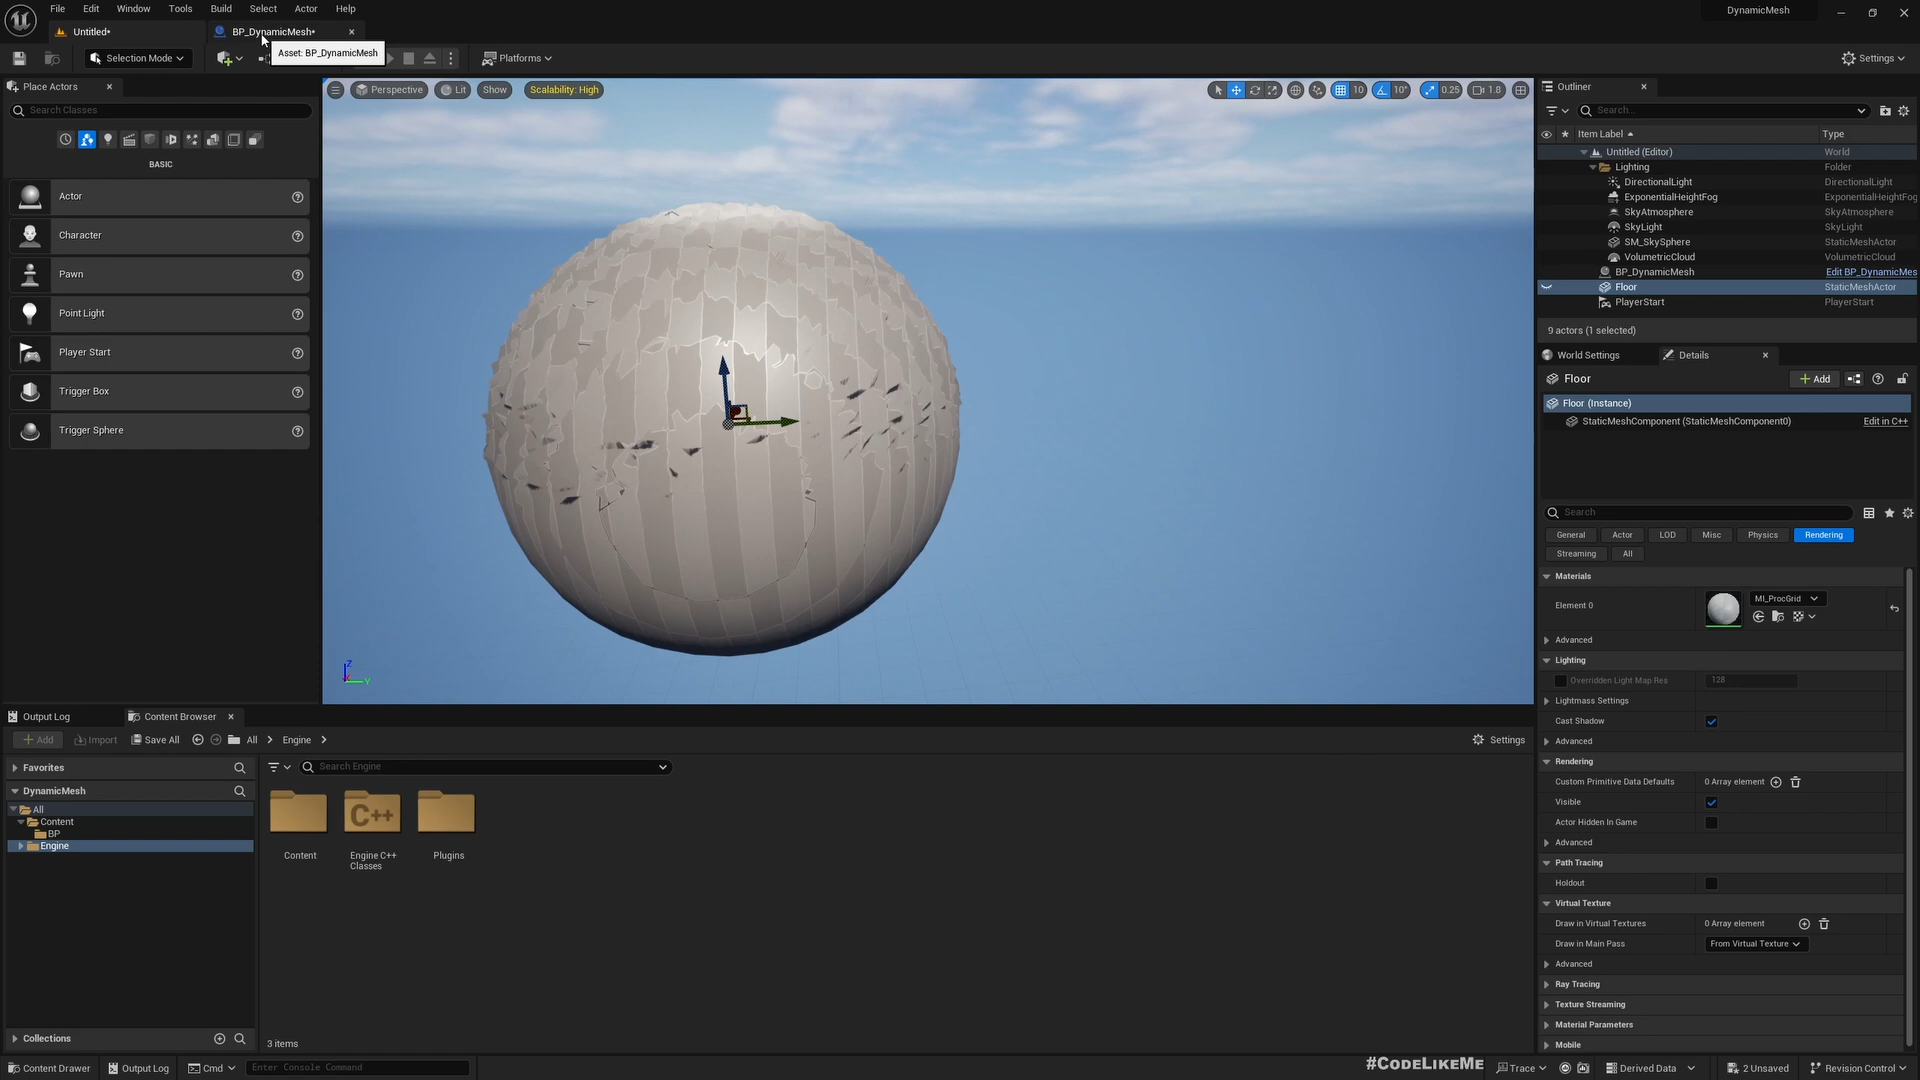 File Edit Window Tools Build Select Actor Help
DynamicMesh
Untitled*
BP_DynamicMesh*
Asset: BP_DynamicMesh
Selection Mode
Platforms
Settings
Place Actors
Search Classes
BASIC
Actor
Character
Pawn
Point Light
Player Start
Trigger Box
Trigger Sphere
Perspective
Lit
Show
Scalability: High
10
10°
0.25
1.8
Z
Y
Outliner
Search...
Item Label
Type
Untitled (Editor)
World
Lighting
Folder
DirectionalLight
DirectionalLight
ExponentialHeightFog
ExponentialHeightFog
SkyAtmosphere
SkyAtmosphere
SkyLight
SkyLight
SM_SkySphere
StaticMeshActor
VolumetricCloud
VolumetricCloud
BP_DynamicMesh
Edit BP_DynamicMes
Floor
StaticMeshActor
PlayerStart
PlayerStart
9 actors (1 selected)
World Settings
Details
Floor
Add
Floor (Instance)
StaticMeshComponent (StaticMeshComponent0)
Edit in C++
Search
General
Actor
LOD
Misc
Physics
Rendering
Streaming
All
Materials
Element 0
MI_ProcGrid
Advanced
Lighting
Overridden Light Map Res
128
Lightmass Settings
Cast Shadow
Advanced
Rendering
Custom Primitive Data Defaults
0 Array element
Visible
Actor Hidden In Game
Advanced
Path Tracing
Holdout
Virtual Texture
Draw in Virtual Textures
0 Array element
Draw in Main Pass
From Virtual Texture
Advanced
Ray Tracing
Texture Streaming
Material Parameters
Mobile
Output Log
Content Browser
Add
Import
Save All
All
Engine
Settings
Favorites
DynamicMesh
All
Content
BP
Engine
Collections
Search Engine
C++
Content
Engine C++
Classes
Plugins
3 items
Content Drawer
Output Log
Cmd
Enter Console Command
#CODELIKEME
Trace
Derived Data
2 Unsaved
Revision Control